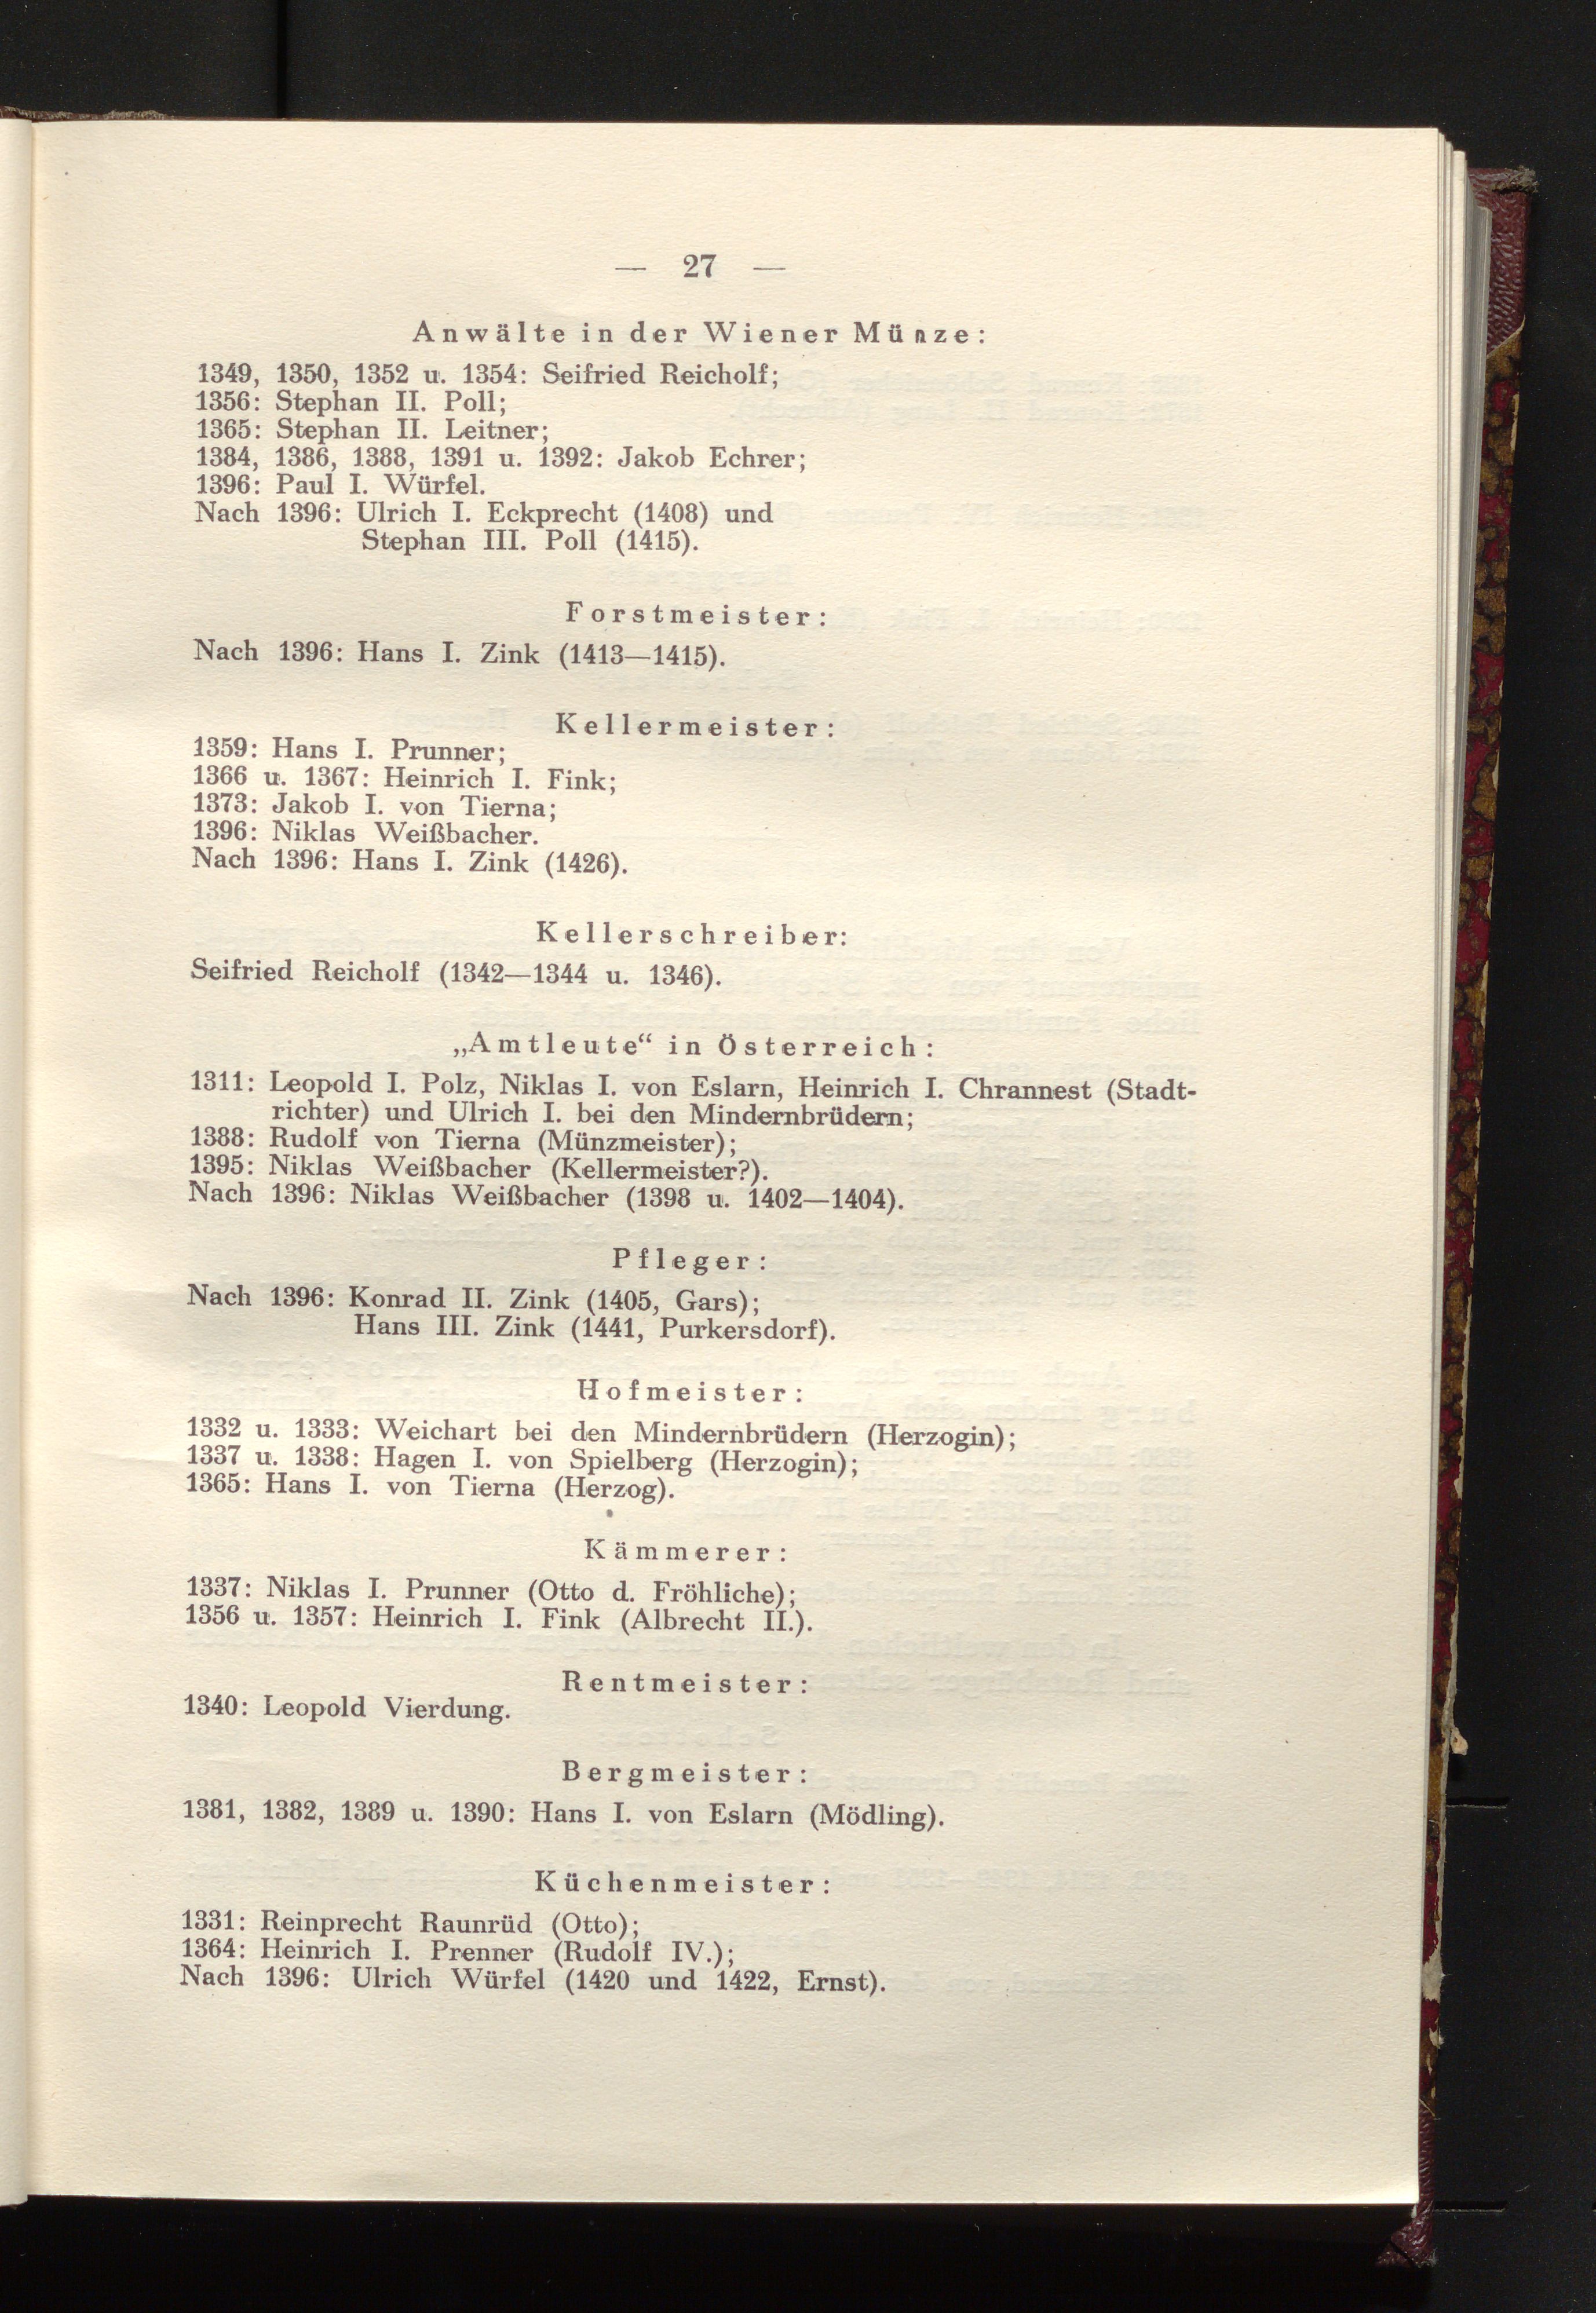 — 27 —
Anwälte in der Wiener Münze:
1349, 1350, 1352 u. 1354: Seifried Reicholf;
1356: Stephan II. Poll;
1365: Stephan II. Leitner;
1384, 1386, 1388, 1391 u. 1392: Jakob Echrer;
1396: Paul I. Würfel.
Nach 1396: Ulrich I. Eckprecht (1408) und
Stephan III. Poll (1415).
Forstmeister:
Nach 1396: Hans I. Zink (1413—1415).
Kellermeister:
1359: Hans I. Prunner;
1366 u. 1367: Heinrich I. Fink;
1373: Jakob I. von Tierna;
1396: Niklas Weißbacher.
Nach 1396: Hans I. Zink (1426).
Kellerschreiber:
Seifried Reicholf (1342—1344 u. 1346).
„Amtleute“ in Österreich:
1311: Leopold I. Polz, Niklas I. von Eslarn, Heinrich I. Chrannest (Stadt-
richter) und Ulrich I. bei den Mindernbrüdern;
1388: Rudolf von Tierna (Münzmeister);
1395: Niklas Weißbacher (Kellermeister?).
Nach 1396: Niklas Weißbacher (1398 u. 1402—1404).
Pfleger:
Nach 1396: Konrad II. Zink (1405, Gars);
Hans III. Zink (1441, Purkersdorf).
Hofmeister:
1332 u. 1333: Weichart bei den Mindernbrüdern (Herzogin);
1337 u. 1338: Hagen I. von Spielberg (Herzogin);
1365: Hans I. von Tierna (Herzog).
Kämmerer:
1337: Niklas I. Prunner (Otto d. Fröhliche);
1356 u. 1357: Heinrich I. Fink (Albrecht II.).
Rentmeister:
1340: Leopold Vierdung.
Bergmeister:
1381, 1382, 1389 u. 1390: Hans I. von Eslarn (Mödling).
Küchenmeister:
1331: Reinprecht Raunrüd (Otto);
1364: Heinrich I. Prenner (Rudolf IV.);
Nach 1396: Ulrich Würfel (1420 und 1422, Ernst).